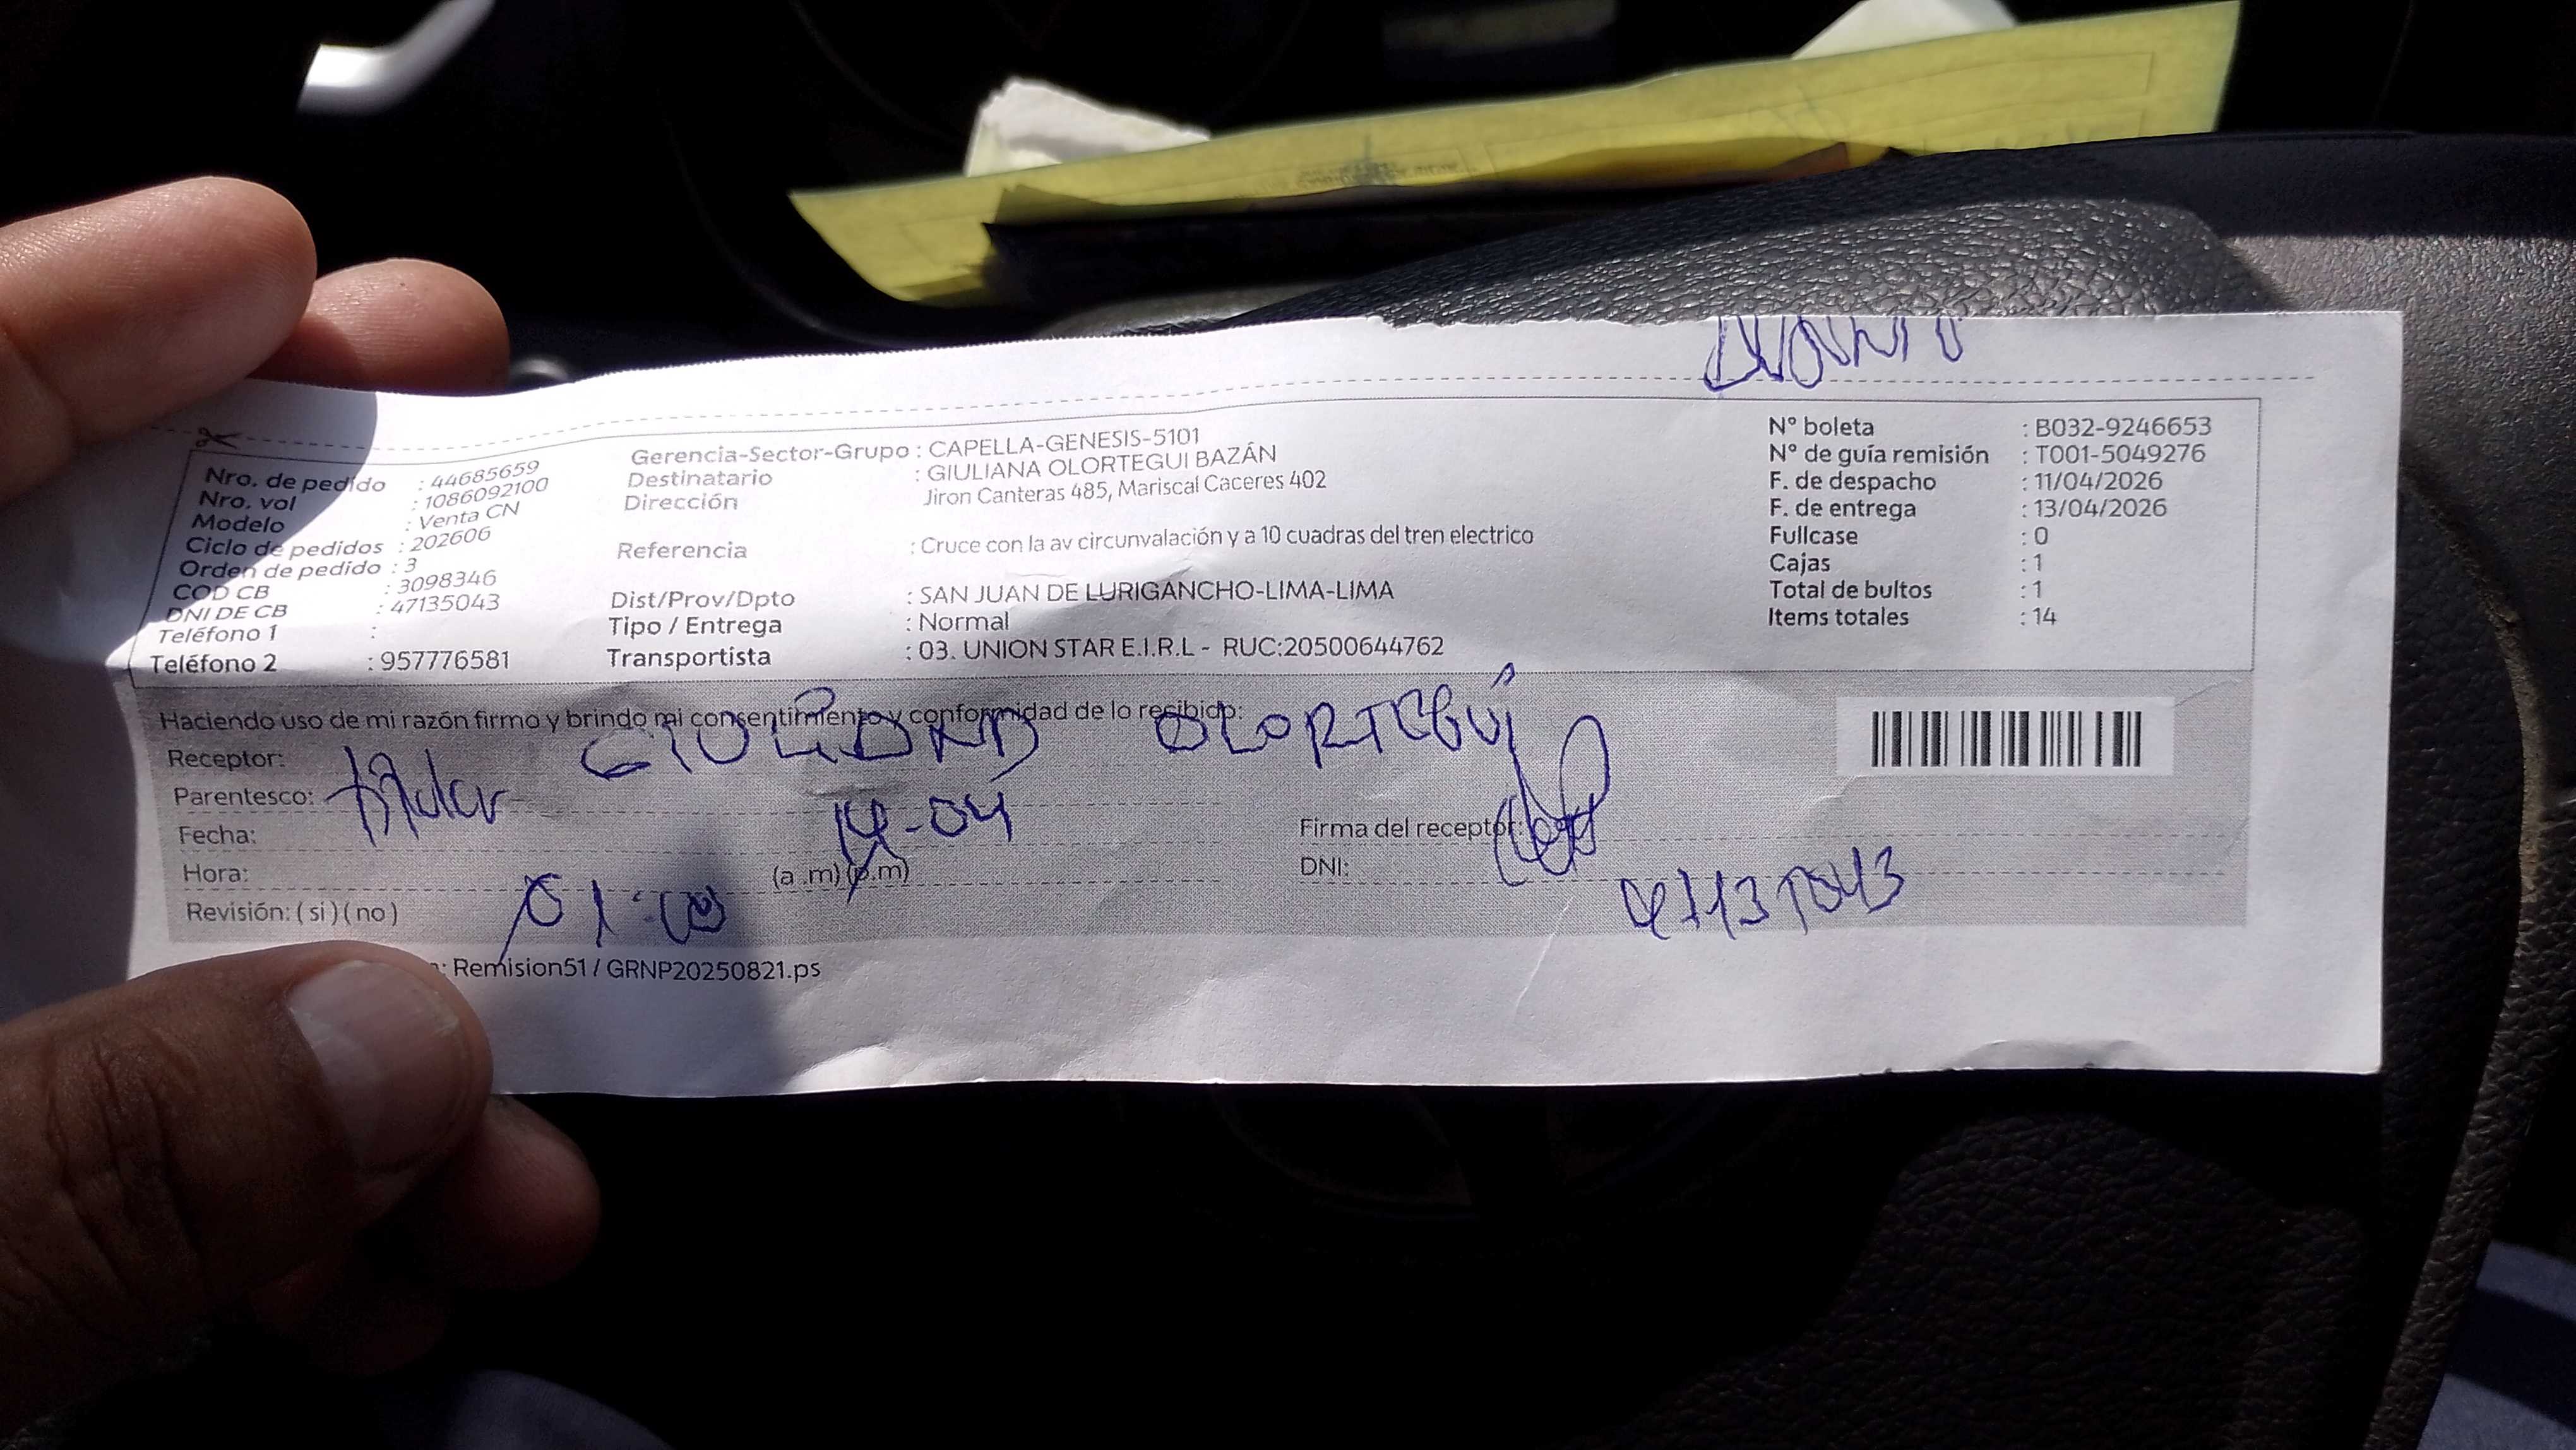 Nro. de pedido : 44685659
Nro. vol : 1086092100
Modelo : Venta CN
Ciclo de pedidos : 202606
Orden de pedido : 3
COD CB : 3098346
DNI DE CB : 47135043
Teléfono 1 :
Teléfono 2 : 957776581
Gerencia-Sector-Grupo : CAPELLA-GENESIS-5101
Destinatario : GIULIANA OLORTEGUI BAZÁN
Dirección Jiron Canteras 485, Mariscal Caceres 402
Referencia : Cruce con la av circunvalación y a 10 cuadras del tren electrico
Dist/Prov/Dpto : SAN JUAN DE LURIGANCHO-LIMA-LIMA
Tipo / Entrega : Normal
Transportista : 03. UNION STAR E.I.R.L - RUC:20500644762
N° boleta : B032-9246653
N° de guía remisión : T001-5049276
F. de despacho : 11/04/2026
F. de entrega : 13/04/2026
Fullcase : 0
Cajas : 1
Total de bultos : 1
Items totales : 14
Haciendo uso de mi razón firmo y brindo mi consentimiento y conformidad de lo recibido:
Receptor: GIULIANA OLORTEGUI
Parentesco: titular
Fecha: 14-04
Hora: 01:00 (a .m) (p.m)
Revisión: ( si ) ( no )
Firma del receptor:
DNI: 47135043
: Remision51 / GRNP20250821.ps